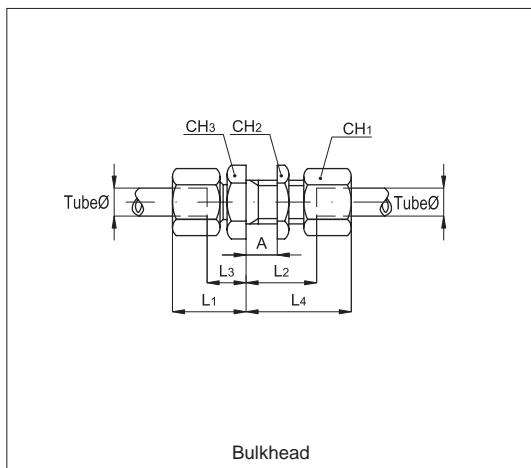 CH3
CH2
CH1
TubeØ
TubeØ
A
L3
L2
L1
L4
Bulkhead